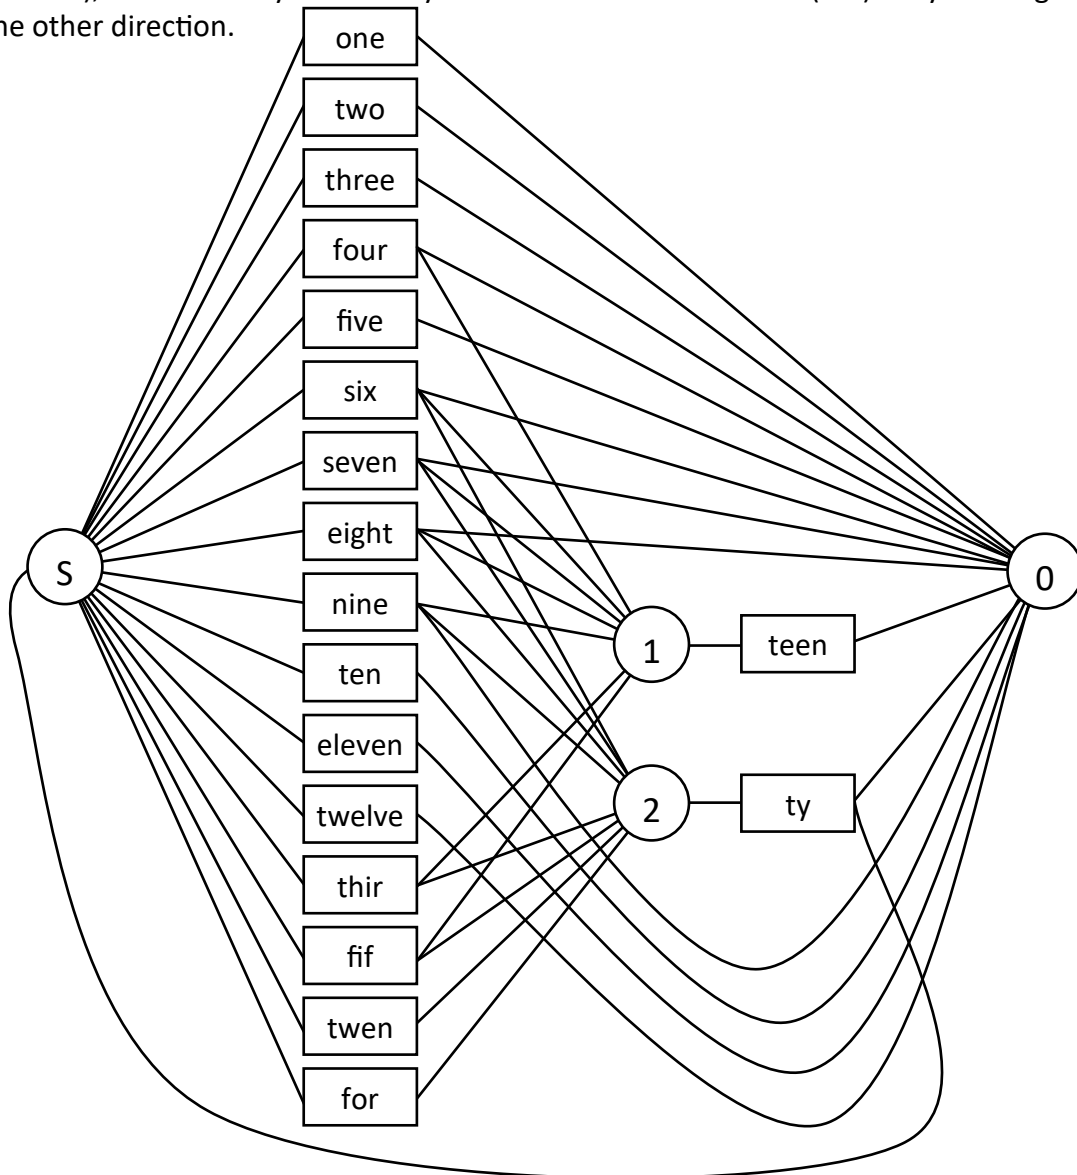 ne other direction.
one
two
three
four
five
six
seven
eight
nine
ten
eleven
twelve
thir
fif
twen
for
S
1
teen
2
ty
0